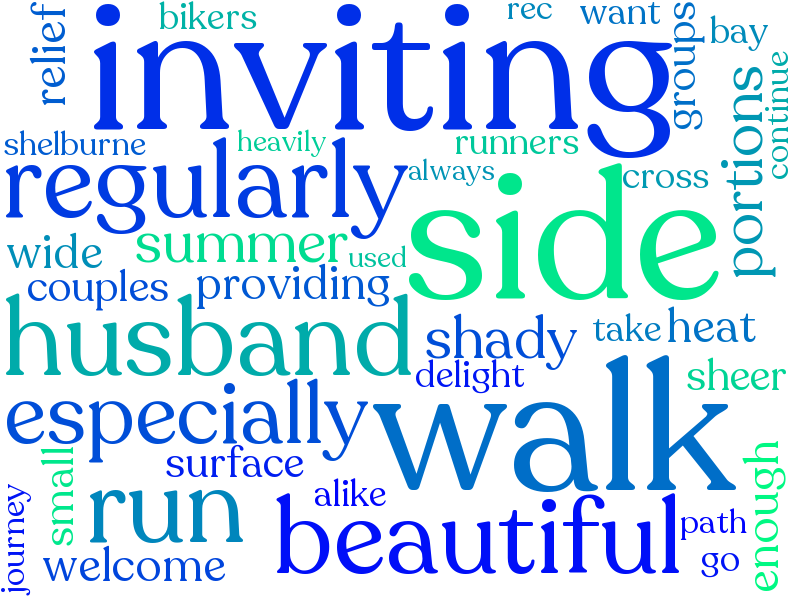 relief
bikers
inviting
rec
want
groups
bay
continue
shelburne
heavily
runners
portions
regularly
always
cross
side
wide
summer
used
couples
providing
husband
shady
take
heat
delight
sheer
especially
walk
small
surface
enough
journey
run
alike
beautiful
path
welcome
go